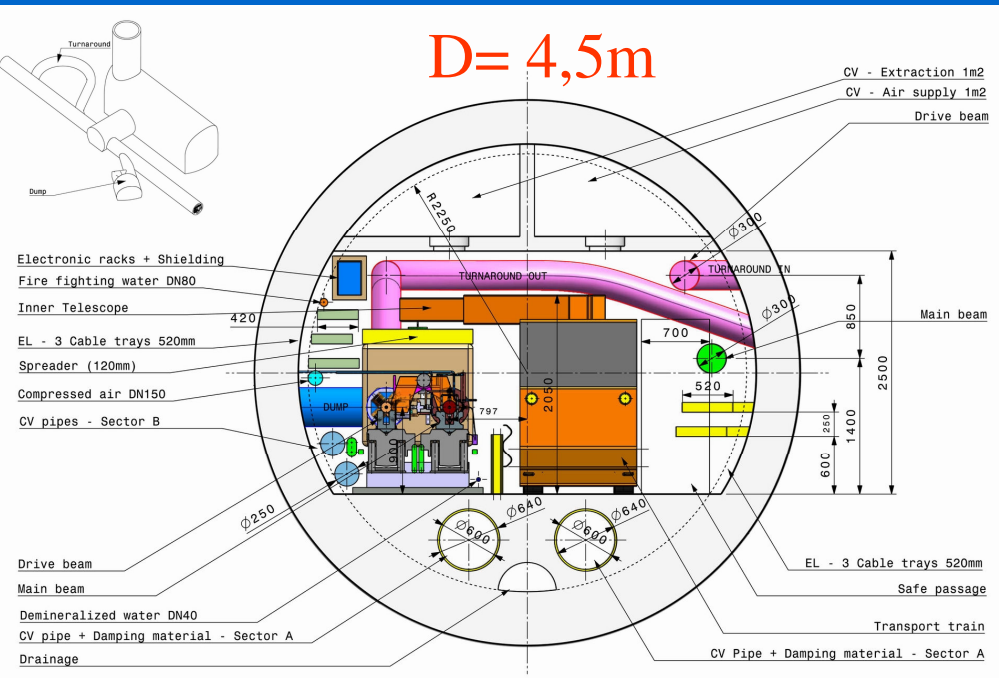 D= 4,5m
Turnaround
Dump
CV - Extraction 1m2
CV - Air supply 1m2
Drive beam
R2250
Ø300
Electronic racks + Shielding
Fire fighting water DN80
Inner Telescope
420
EL - 3 Cable trays 520mm
Spreader (120mm)
Compressed air DN150
CV pipes - Sector B
TURNAROUND OUT
TURNAROUND IN
Ø300
Main beam
700
850
2500
520
250
1400
600
DUMP
797
2050
900
Ø250
Ø640
Ø600
Ø640
Ø600
Drive beam
Main beam
Demineralized water DN40
CV pipe + Damping material - Sector A
Drainage
EL - 3 Cable trays 520mm
Safe passage
Transport train
CV Pipe + Damping material - Sector A